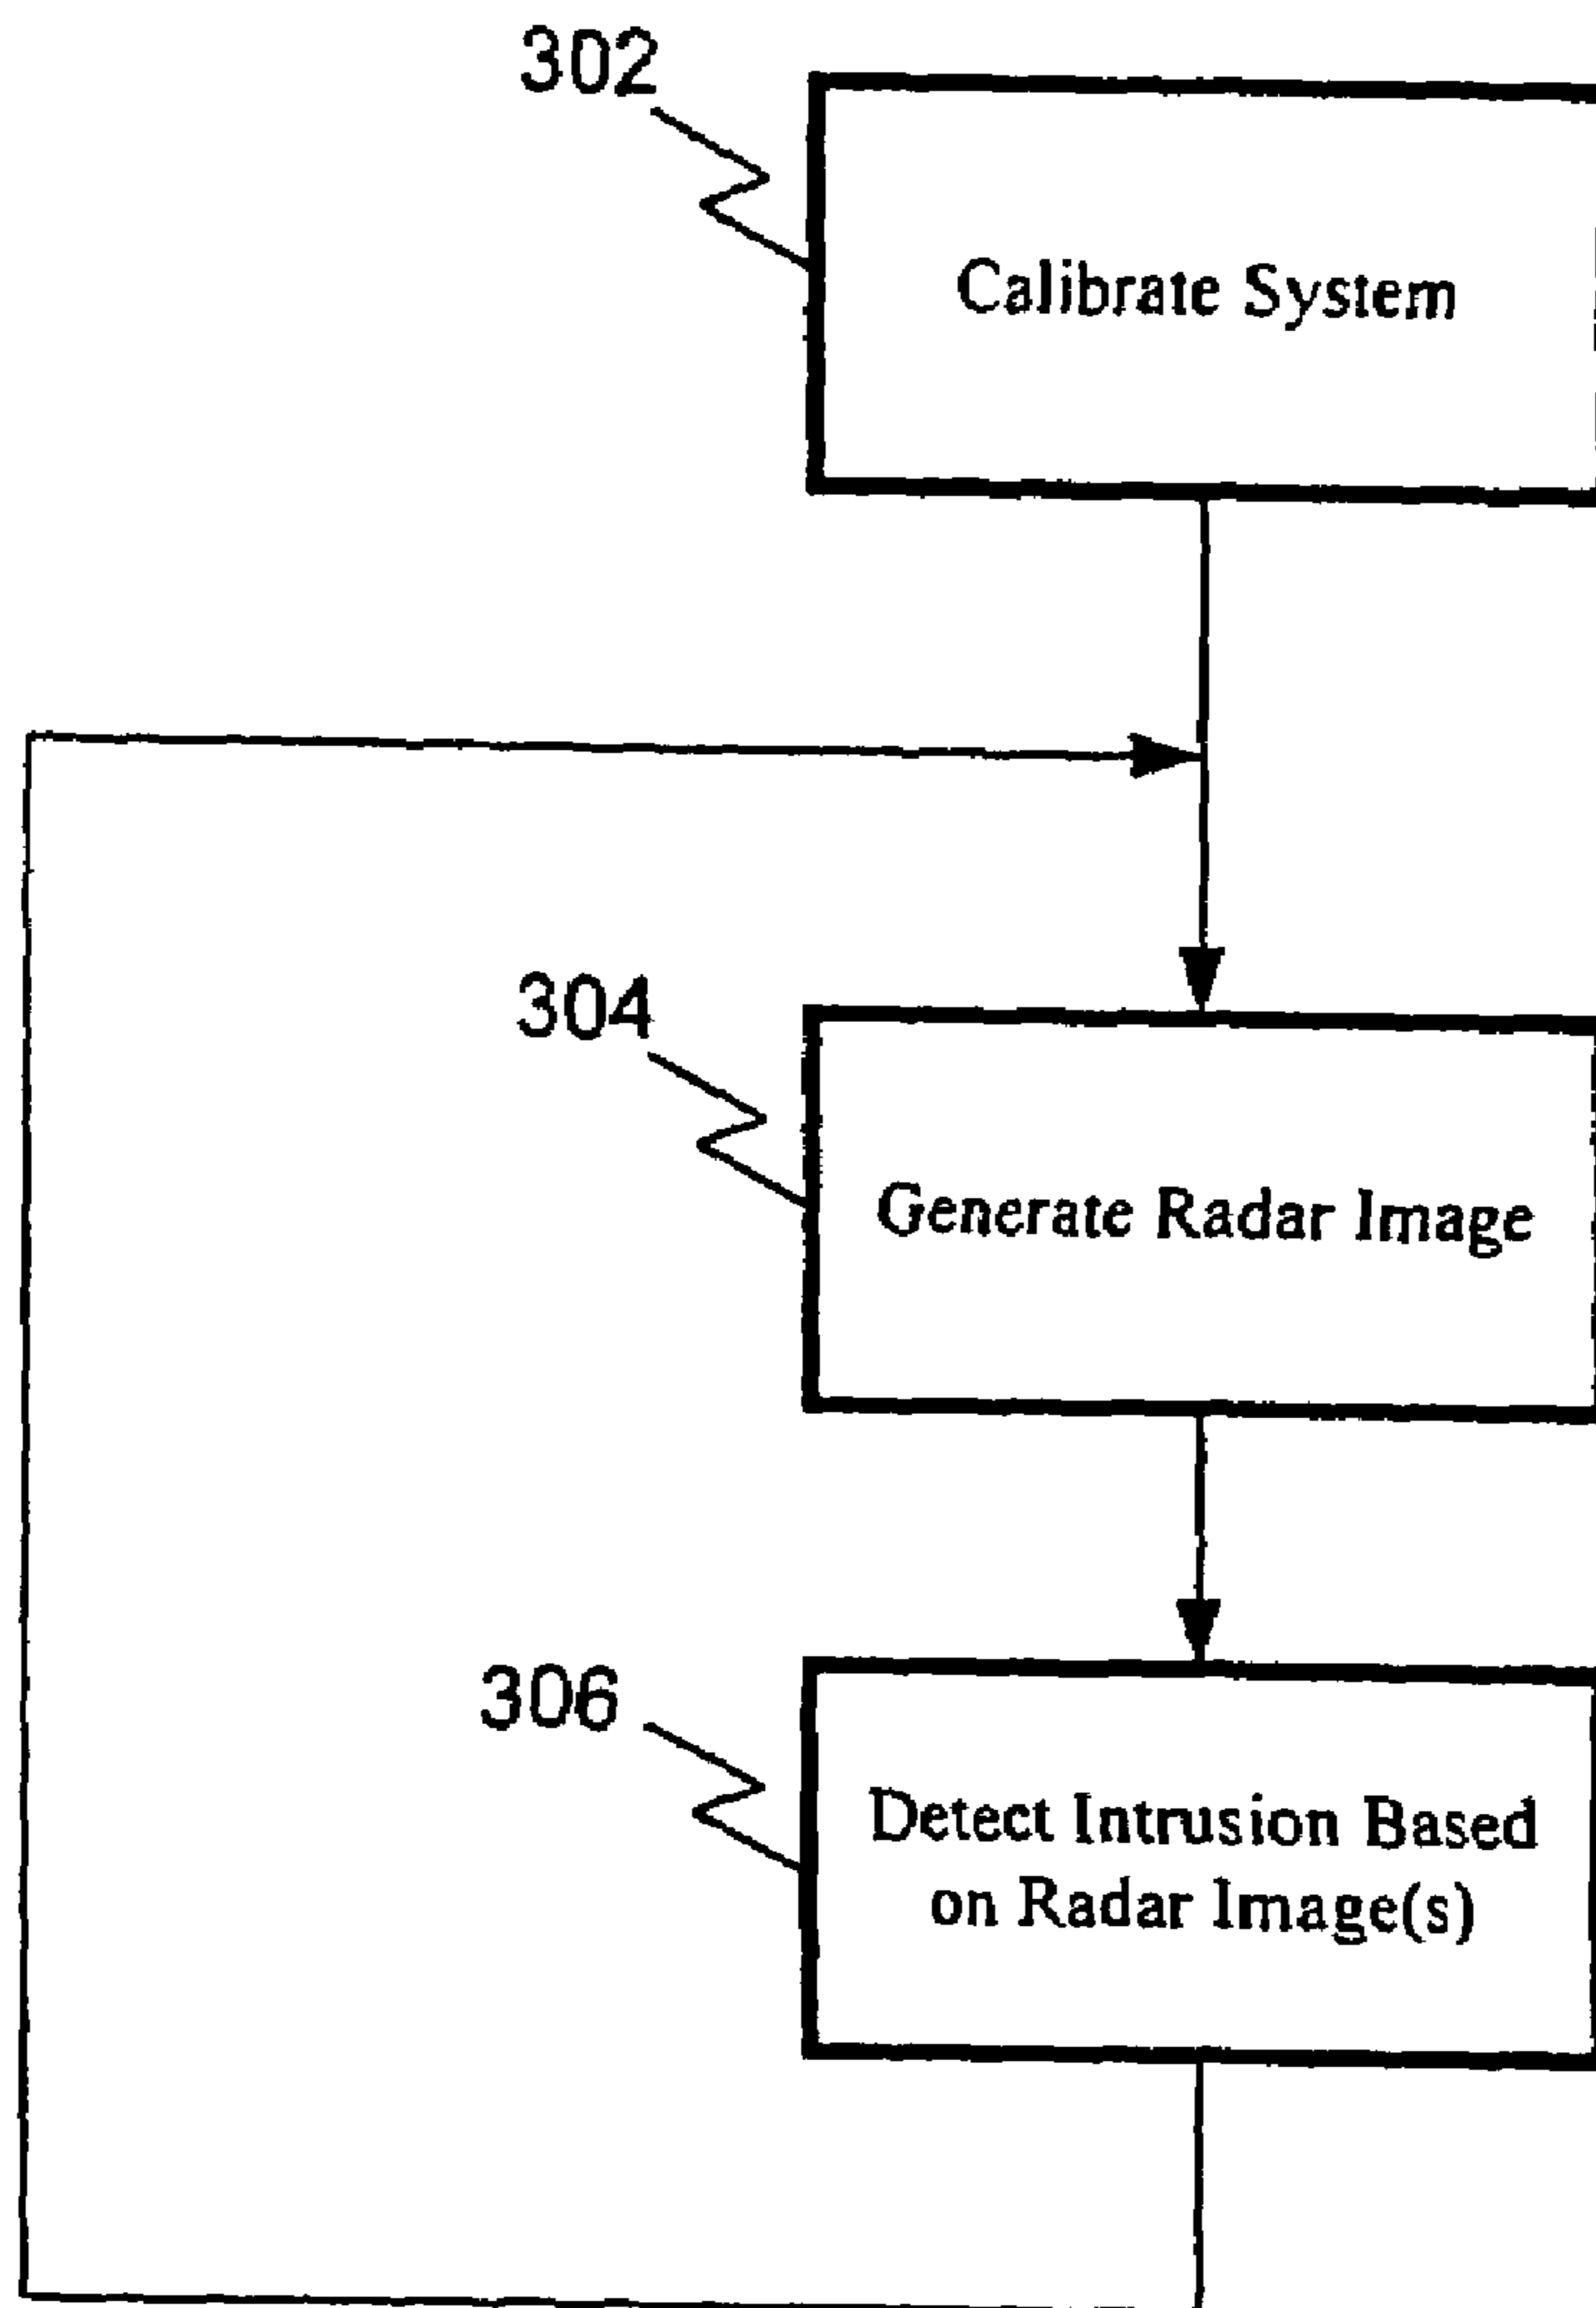 302
Calibrate System
304
Generate Radar Image
306
Detect Intrusion Based
on Radar Image(s)